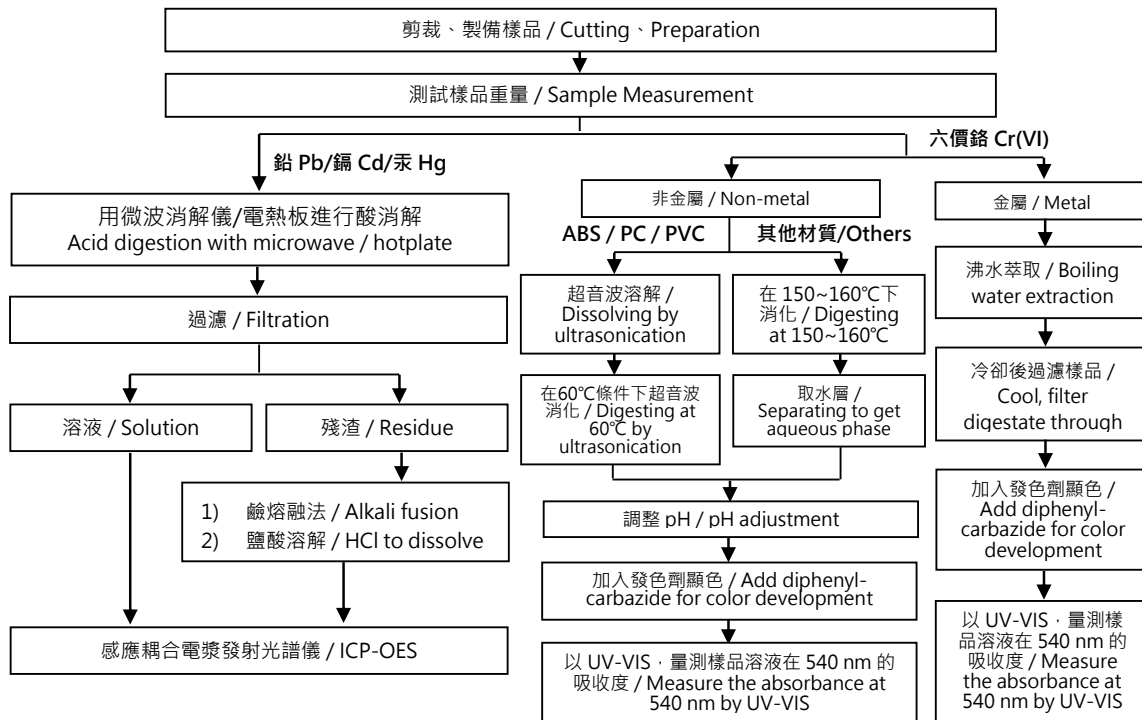 剪裁、製備樣品 / Cutting、Preparation
測試樣品重量 / Sample Measurement
鉛 Pb/鎘 Cd/汞 Hg
六價鉻 Cr(VI)
用微波消解儀/電熱板進行酸消解
Acid digestion with microwave / hotplate
過濾 / Filtration
溶液 / Solution
殘渣 / Residue
1) 鹼熔融法 / Alkali fusion
2) 鹽酸溶解 / HCl to dissolve
感應耦合電漿發射光譜儀 / ICP-OES
非金屬 / Non-metal
ABS / PC / PVC
其他材質/Others
超音波溶解 /
Dissolving by
ultrasonication
在 150~160℃下
消化 / Digesting
at 150~160℃
在60℃條件下超音波
消化 / Digesting at
60℃ by
ultrasonication
取水層 /
Separating to get
aqueous phase
調整 pH / pH adjustment
加入發色劑顯色 / Add diphenyl-
carbazide for color development
以 UV-VIS，量測樣品溶液在 540 nm 的
吸收度 / Measure the absorbance at
540 nm by UV-VIS
金屬 / Metal
沸水萃取 / Boiling
water extraction
冷卻後過濾樣品 /
Cool, filter
digestate through
加入發色劑顯色 /
Add diphenyl-
carbazide for color
development
以 UV-VIS，量測樣
品溶液在 540 nm 的
吸收度 / Measure
the absorbance at
540 nm by UV-VIS